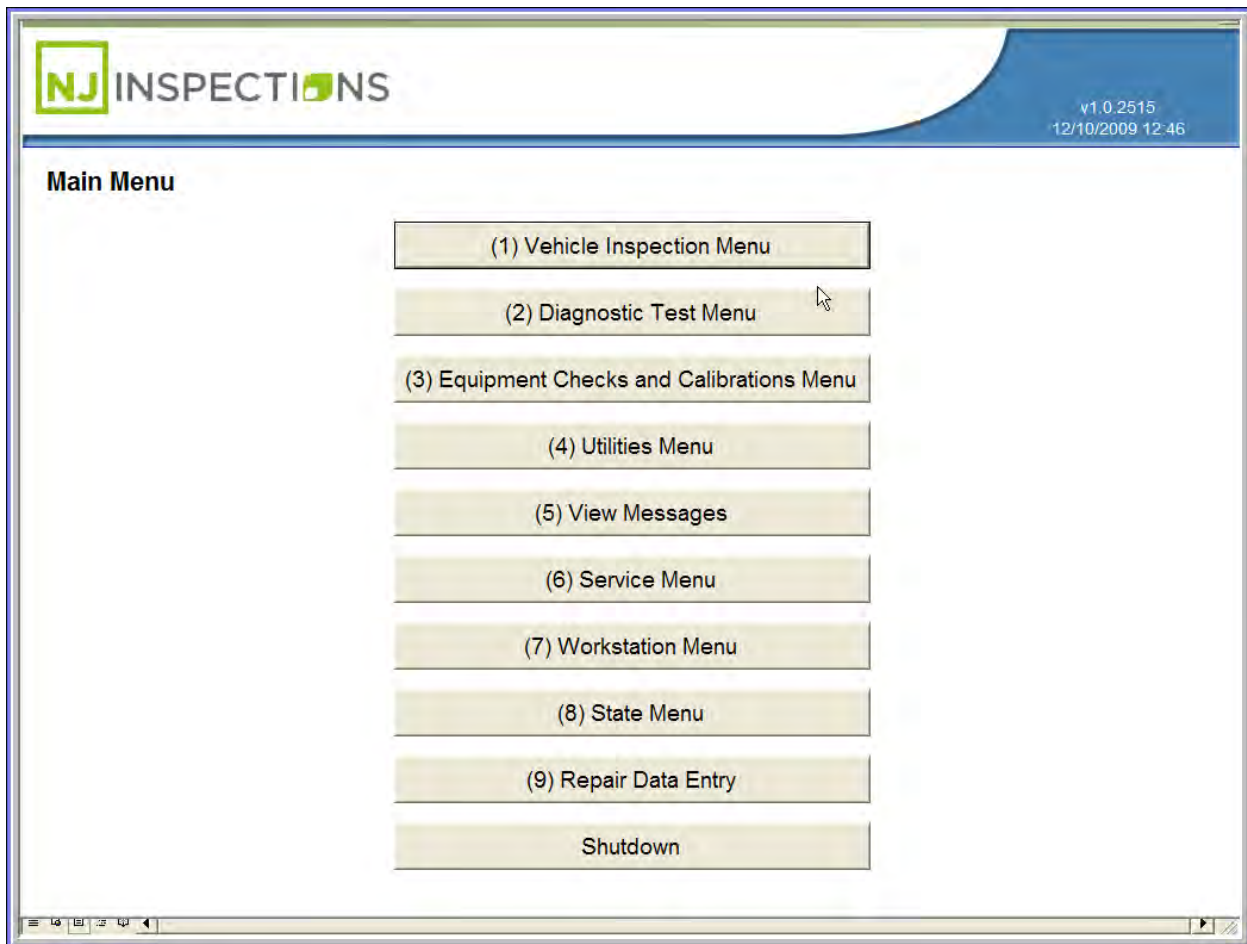 NJ INSPECTIONS
v1.0.2515
12/10/2009 12:46
Main Menu
(1) Vehicle Inspection Menu
(2) Diagnostic Test Menu
(3) Equipment Checks and Calibrations Menu
(4) Utilities Menu
(5) View Messages
(6) Service Menu
(7) Workstation Menu
(8) State Menu
(9) Repair Data Entry
Shutdown